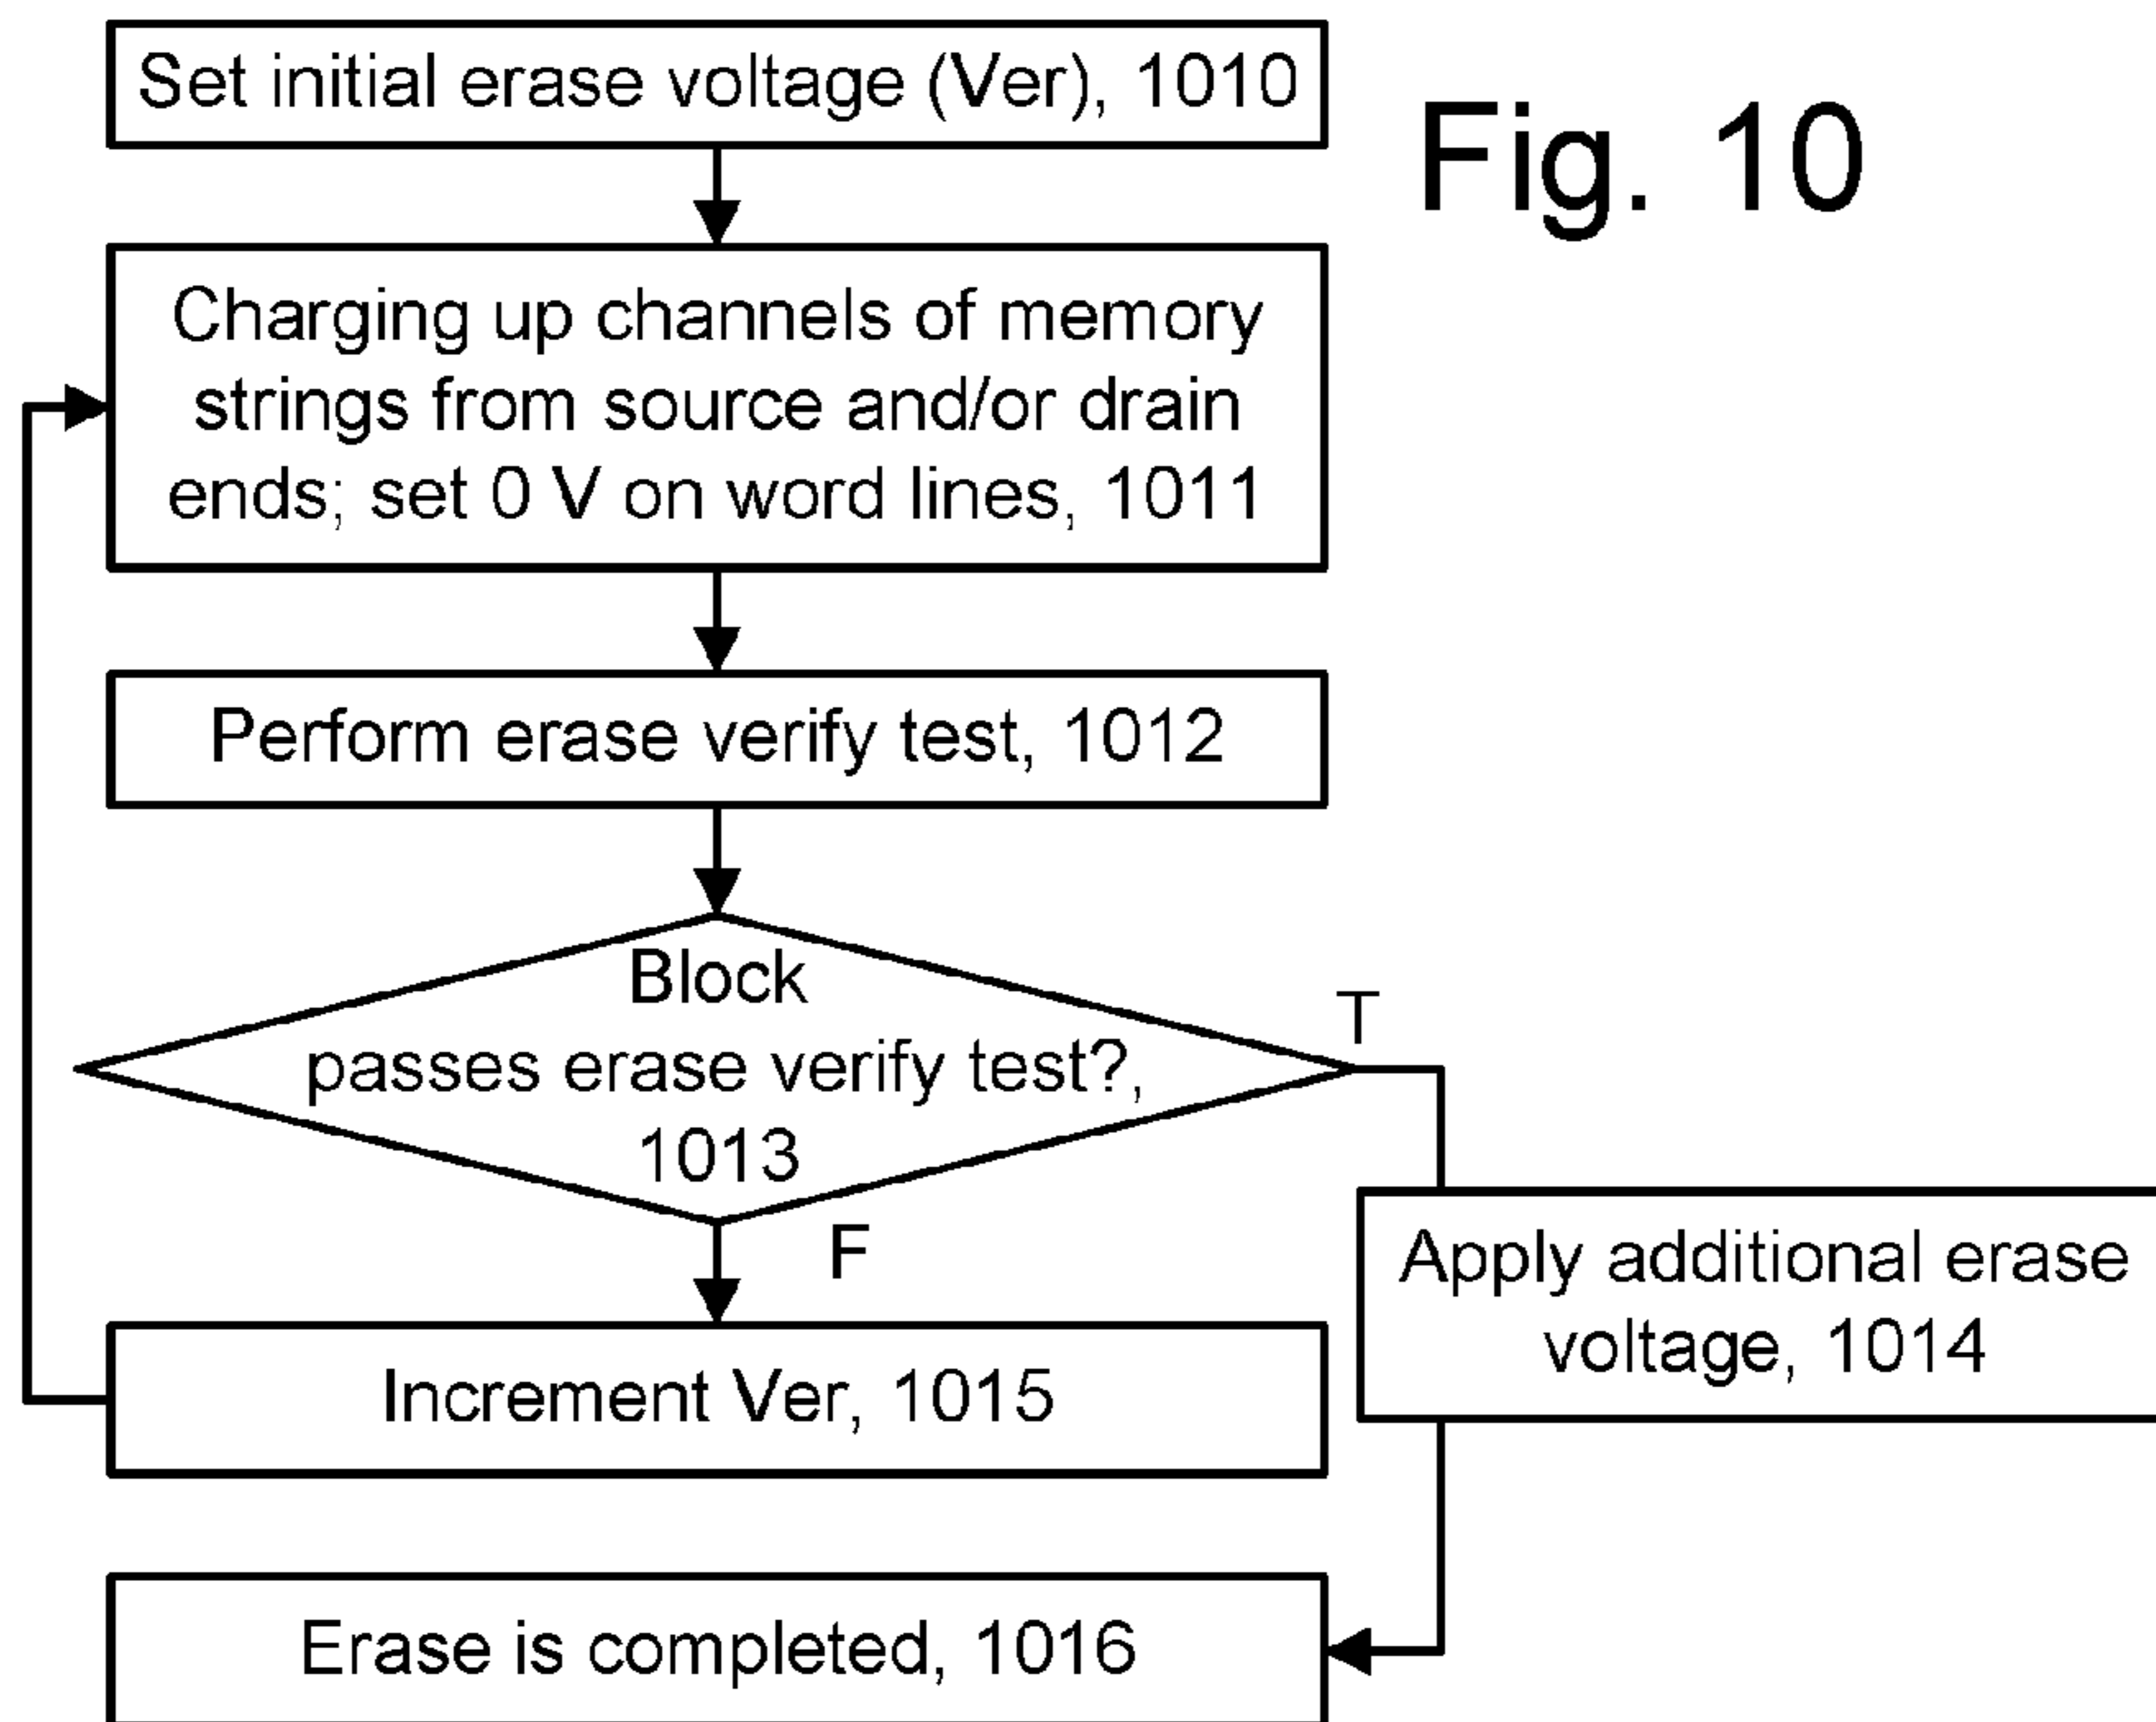 Set initial erase voltage (Ver), 1010
Fig. 10
Charging up channels of memory
strings from source and/or drain
ends; set 0 V on word lines, 1011
Perform erase verify test, 1012
Block
passes erase verify test?,
1013
T
F
Apply additional erase
voltage, 1014
Increment Ver, 1015
Erase is completed, 1016